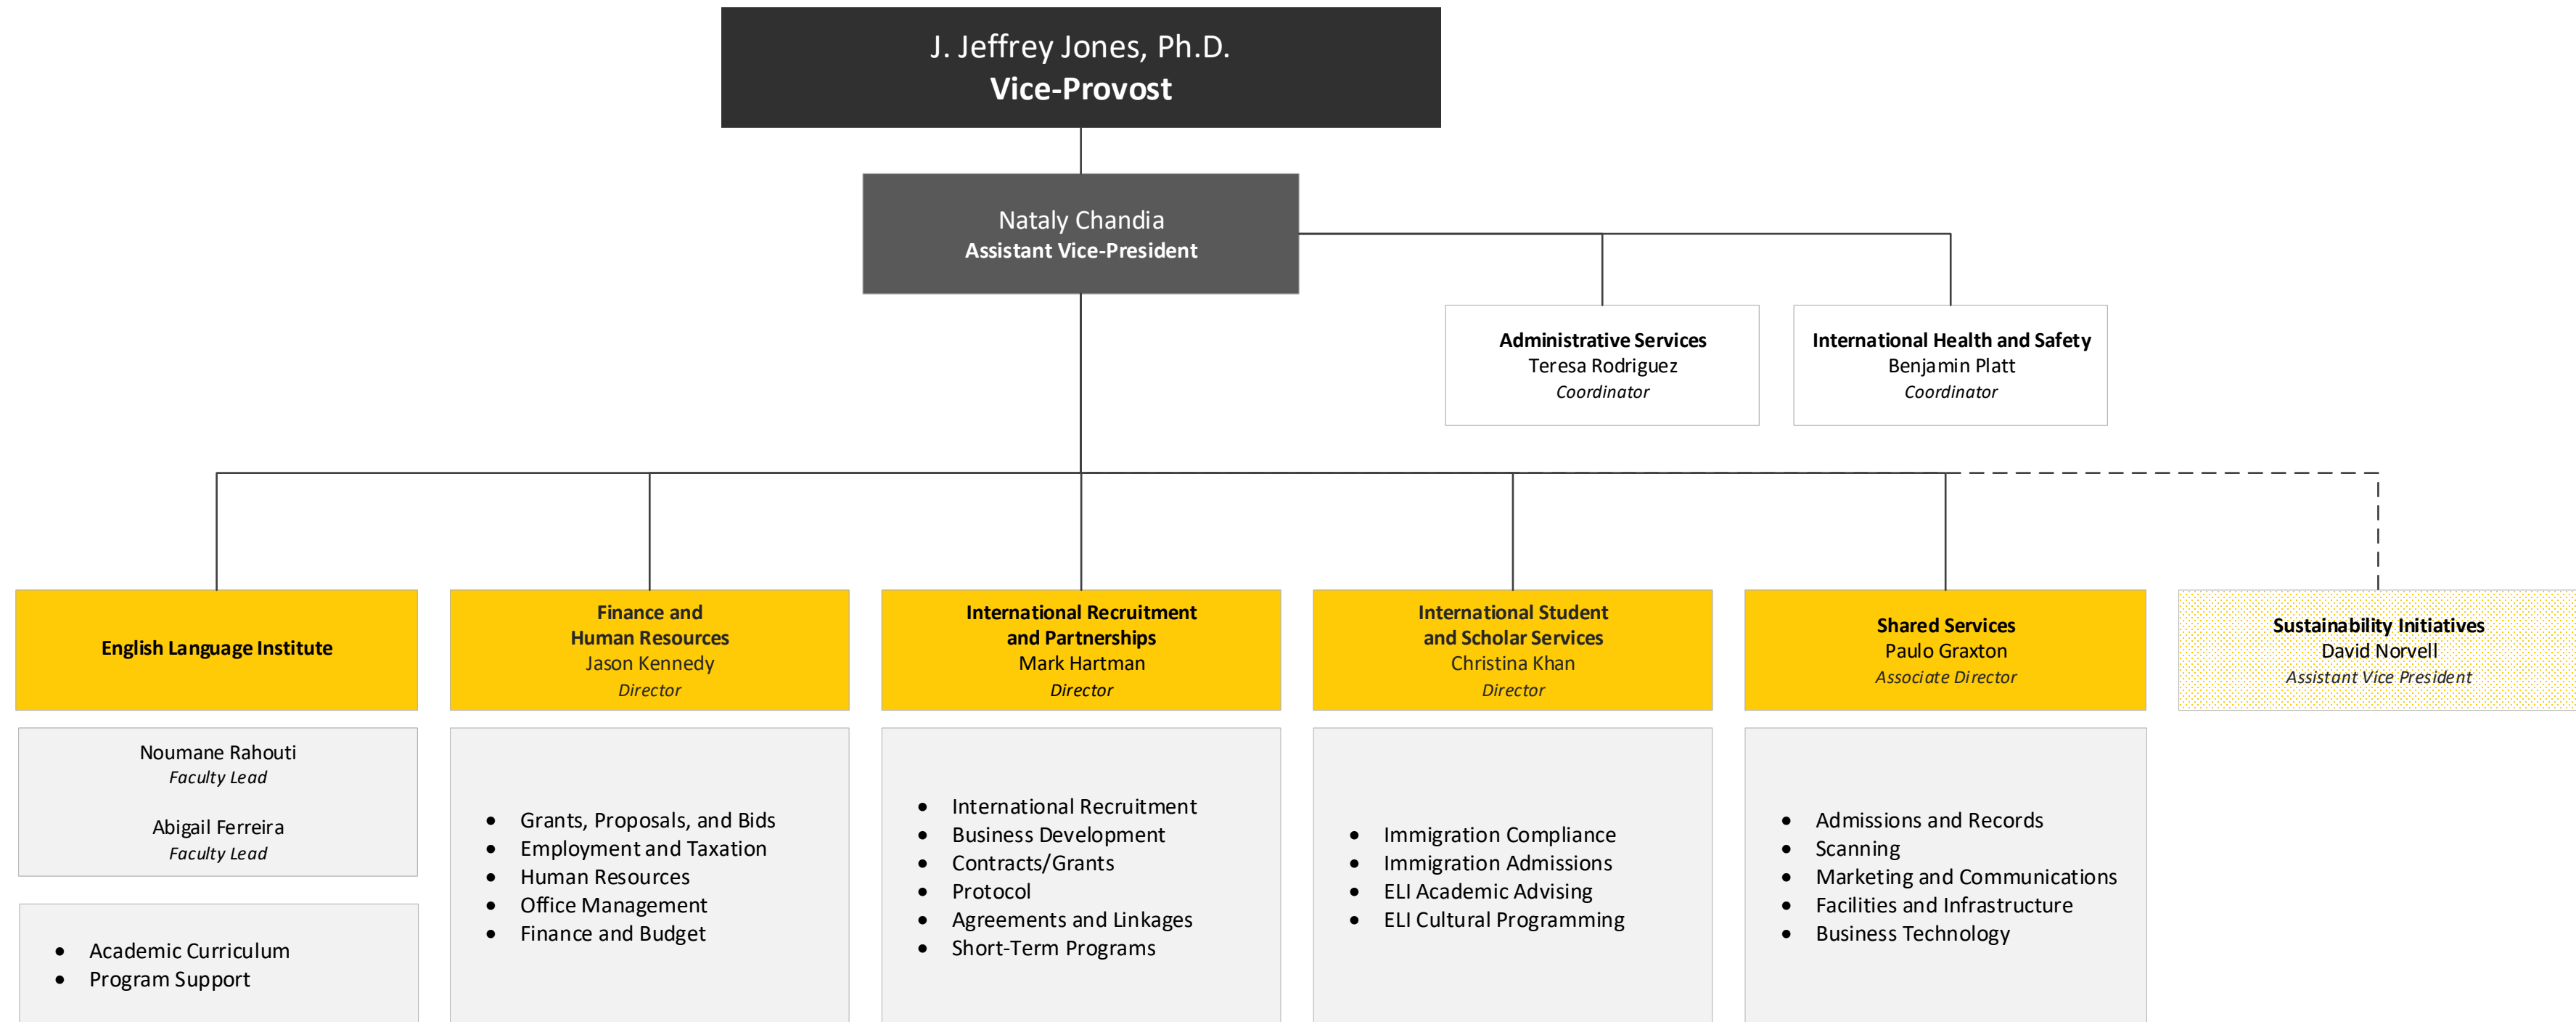 J. Jeffrey Jones, Ph.D.
Vice-Provost
Nataly Chandia
Assistant Vice-President
Administrative Services
Teresa Rodriguez
Coordinator
International Health and Safety
Benjamin Platt
Coordinator
English Language Institute
Noumane Rahouti
Faculty Lead
Abigail Ferreira
Faculty Lead
• Academic Curriculum
• Program Support
Finance and
Human Resources
Jason Kennedy
Director
• Grants, Proposals, and Bids
• Employment and Taxation
• Human Resources
• Office Management
• Finance and Budget
International Recruitment
and Partnerships
Mark Hartman
Director
• International Recruitment
• Business Development
• Contracts/Grants
• Protocol
• Agreements and Linkages
• Short-Term Programs
International Student
and Scholar Services
Christina Khan
Director
• Immigration Compliance
• Immigration Admissions
• ELI Academic Advising
• ELI Cultural Programming
Shared Services
Paulo Graxton
Associate Director
• Admissions and Records
• Scanning
• Marketing and Communications
• Facilities and Infrastructure
• Business Technology
Sustainability Initiatives
David Norvell
Assistant Vice President